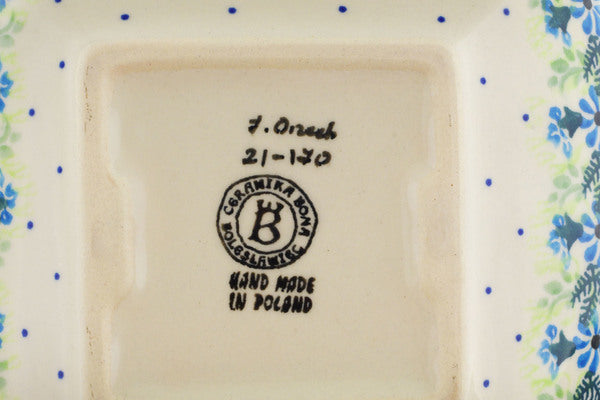 J. Orzech
21-170
CERAMIKA BONA
BOLESŁAWIEC
B
HAND MADE
IN POLAND